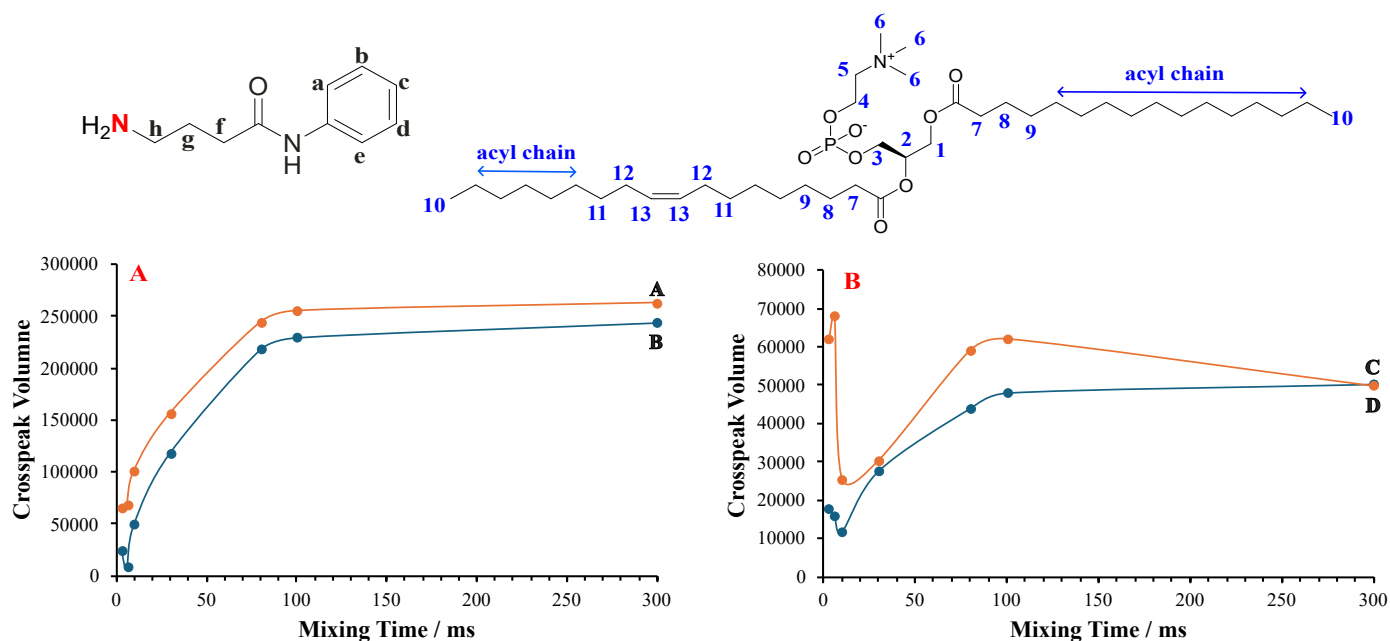 b
a
c
O
H₂N
h
g
f
N
H
d
e
6
6
N⁺
6
5
4
O
O
acyl chain
O
P
O⁻
O
O
2
3
1
7
8
9
10
acyl chain
12
12
O
10
11
13
13
11
9
8
7
O
A
300000
250000
200000
150000
100000
50000
0
Crosspeak Volumne
A
B
0 50 100 150 200 250 300
Mixing Time / ms
B
80000
70000
60000
50000
40000
30000
20000
10000
0
Crosspeak Volume
C
D
0 50 100 150 200 250 300
Mixing Time / ms